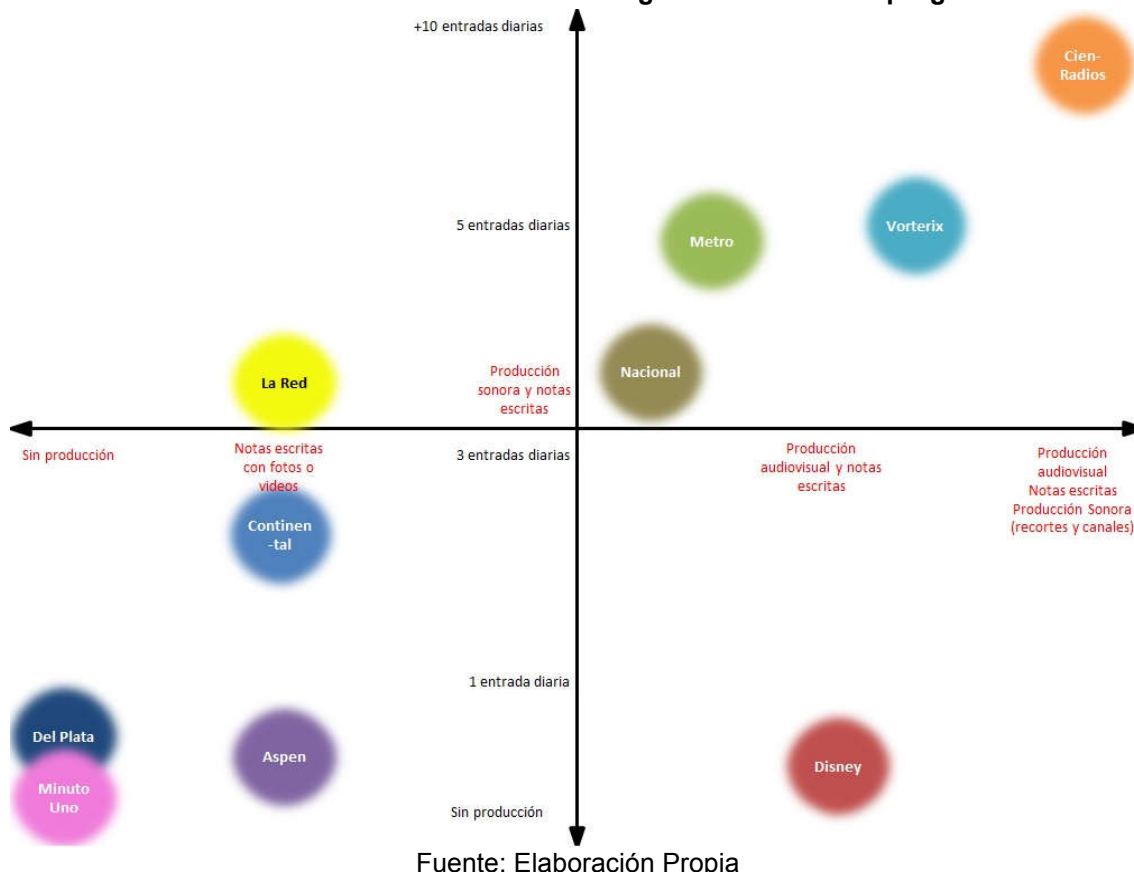 +10 entradas diarias
Cien-
Radios
5 entradas diarias
Metro
Vorterix
La Red
Producción
sonora y notas
escritas
Nacional
Sin producción
Notas escritas
con fotos o
videos
3 entradas diarias
Producción
audiovisual y notas
escritas
Producción
audiovisual
Notas escritas
Producción Sonora
(recortes y canales)
Continen
-tal
1 entrada diaria
Del Plata
Aspen
Disney
Minuto
Uno
Sin producción
Fuente: Elaboración Propia